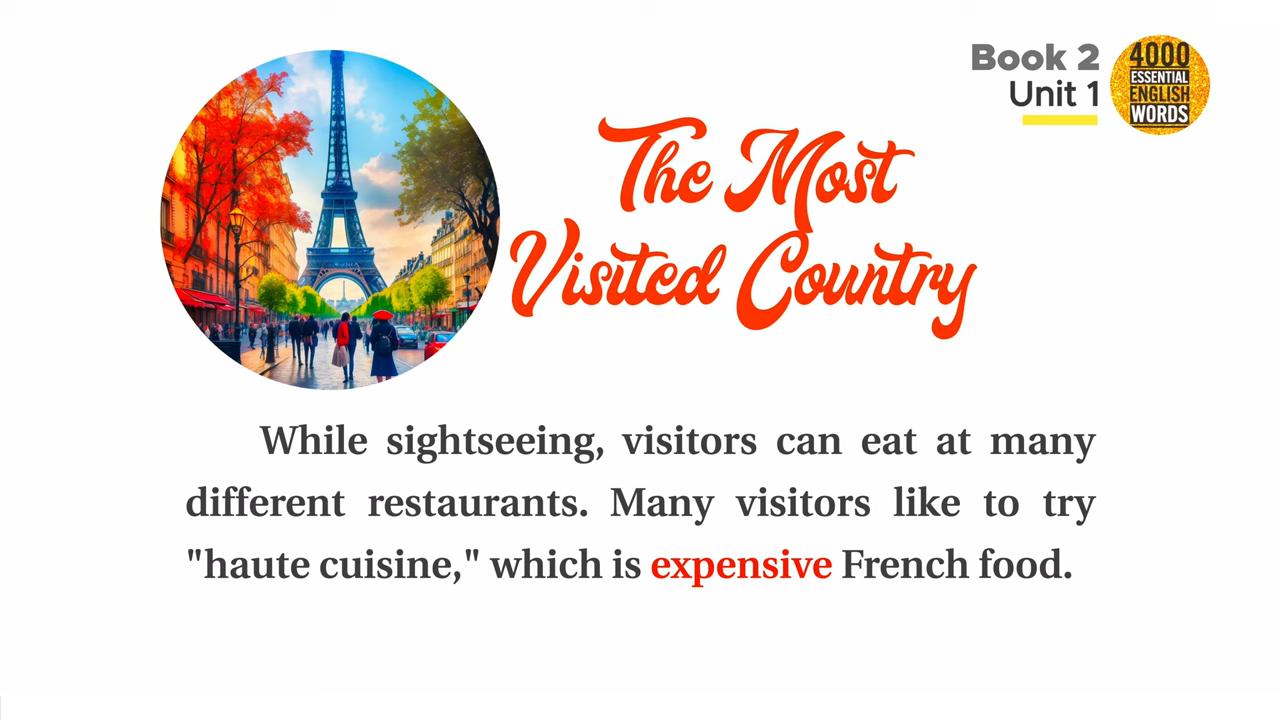 Book 2
Unit 1
4000
ESSENTIAL
ENGLISH
WORDS
The Most
Visited Country
While sightseeing, visitors can eat at many
different restaurants. Many visitors like to try
"haute cuisine," which is expensive French food.